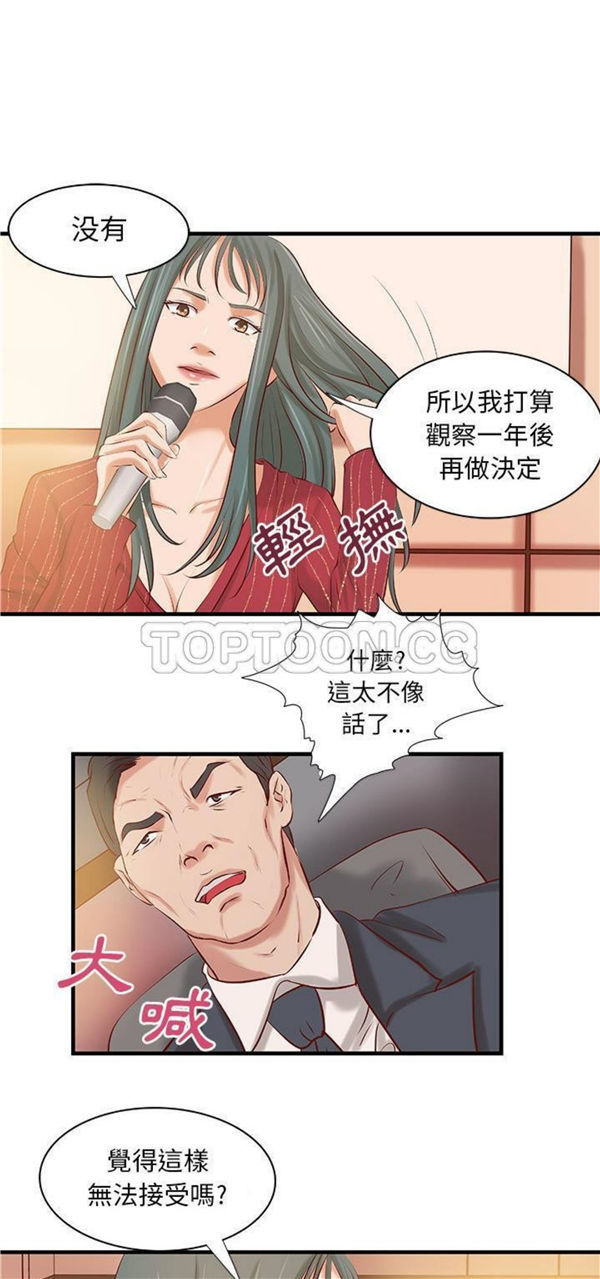 没有
所以我打算
觀察一年後
再做決定
輕撫
TOPTOON.CC
什麼?
這太不像
話了...
大喊
覺得這樣
無法接受嗎?